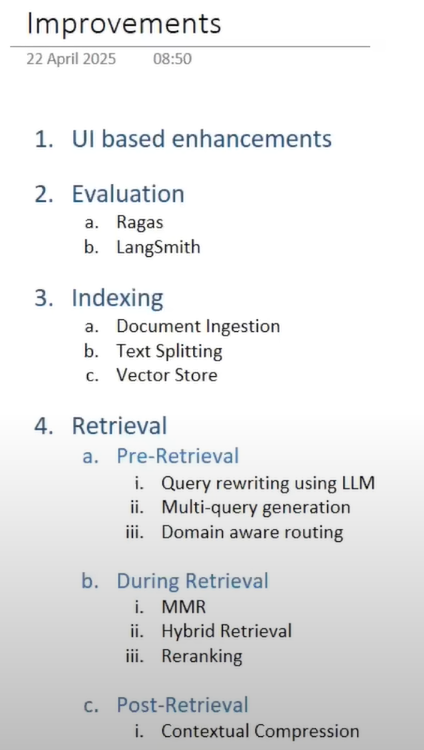 Improvements
22 April 2025 08:50
1. UI based enhancements
2. Evaluation
a. Ragas
b. LangSmith
3. Indexing
a. Document Ingestion
b. Text Splitting
c. Vector Store
4. Retrieval
a. Pre-Retrieval
i. Query rewriting using LLM
ii. Multi-query generation
iii. Domain aware routing
b. During Retrieval
i. MMR
ii. Hybrid Retrieval
iii. Reranking
c. Post-Retrieval
i. Contextual Compression